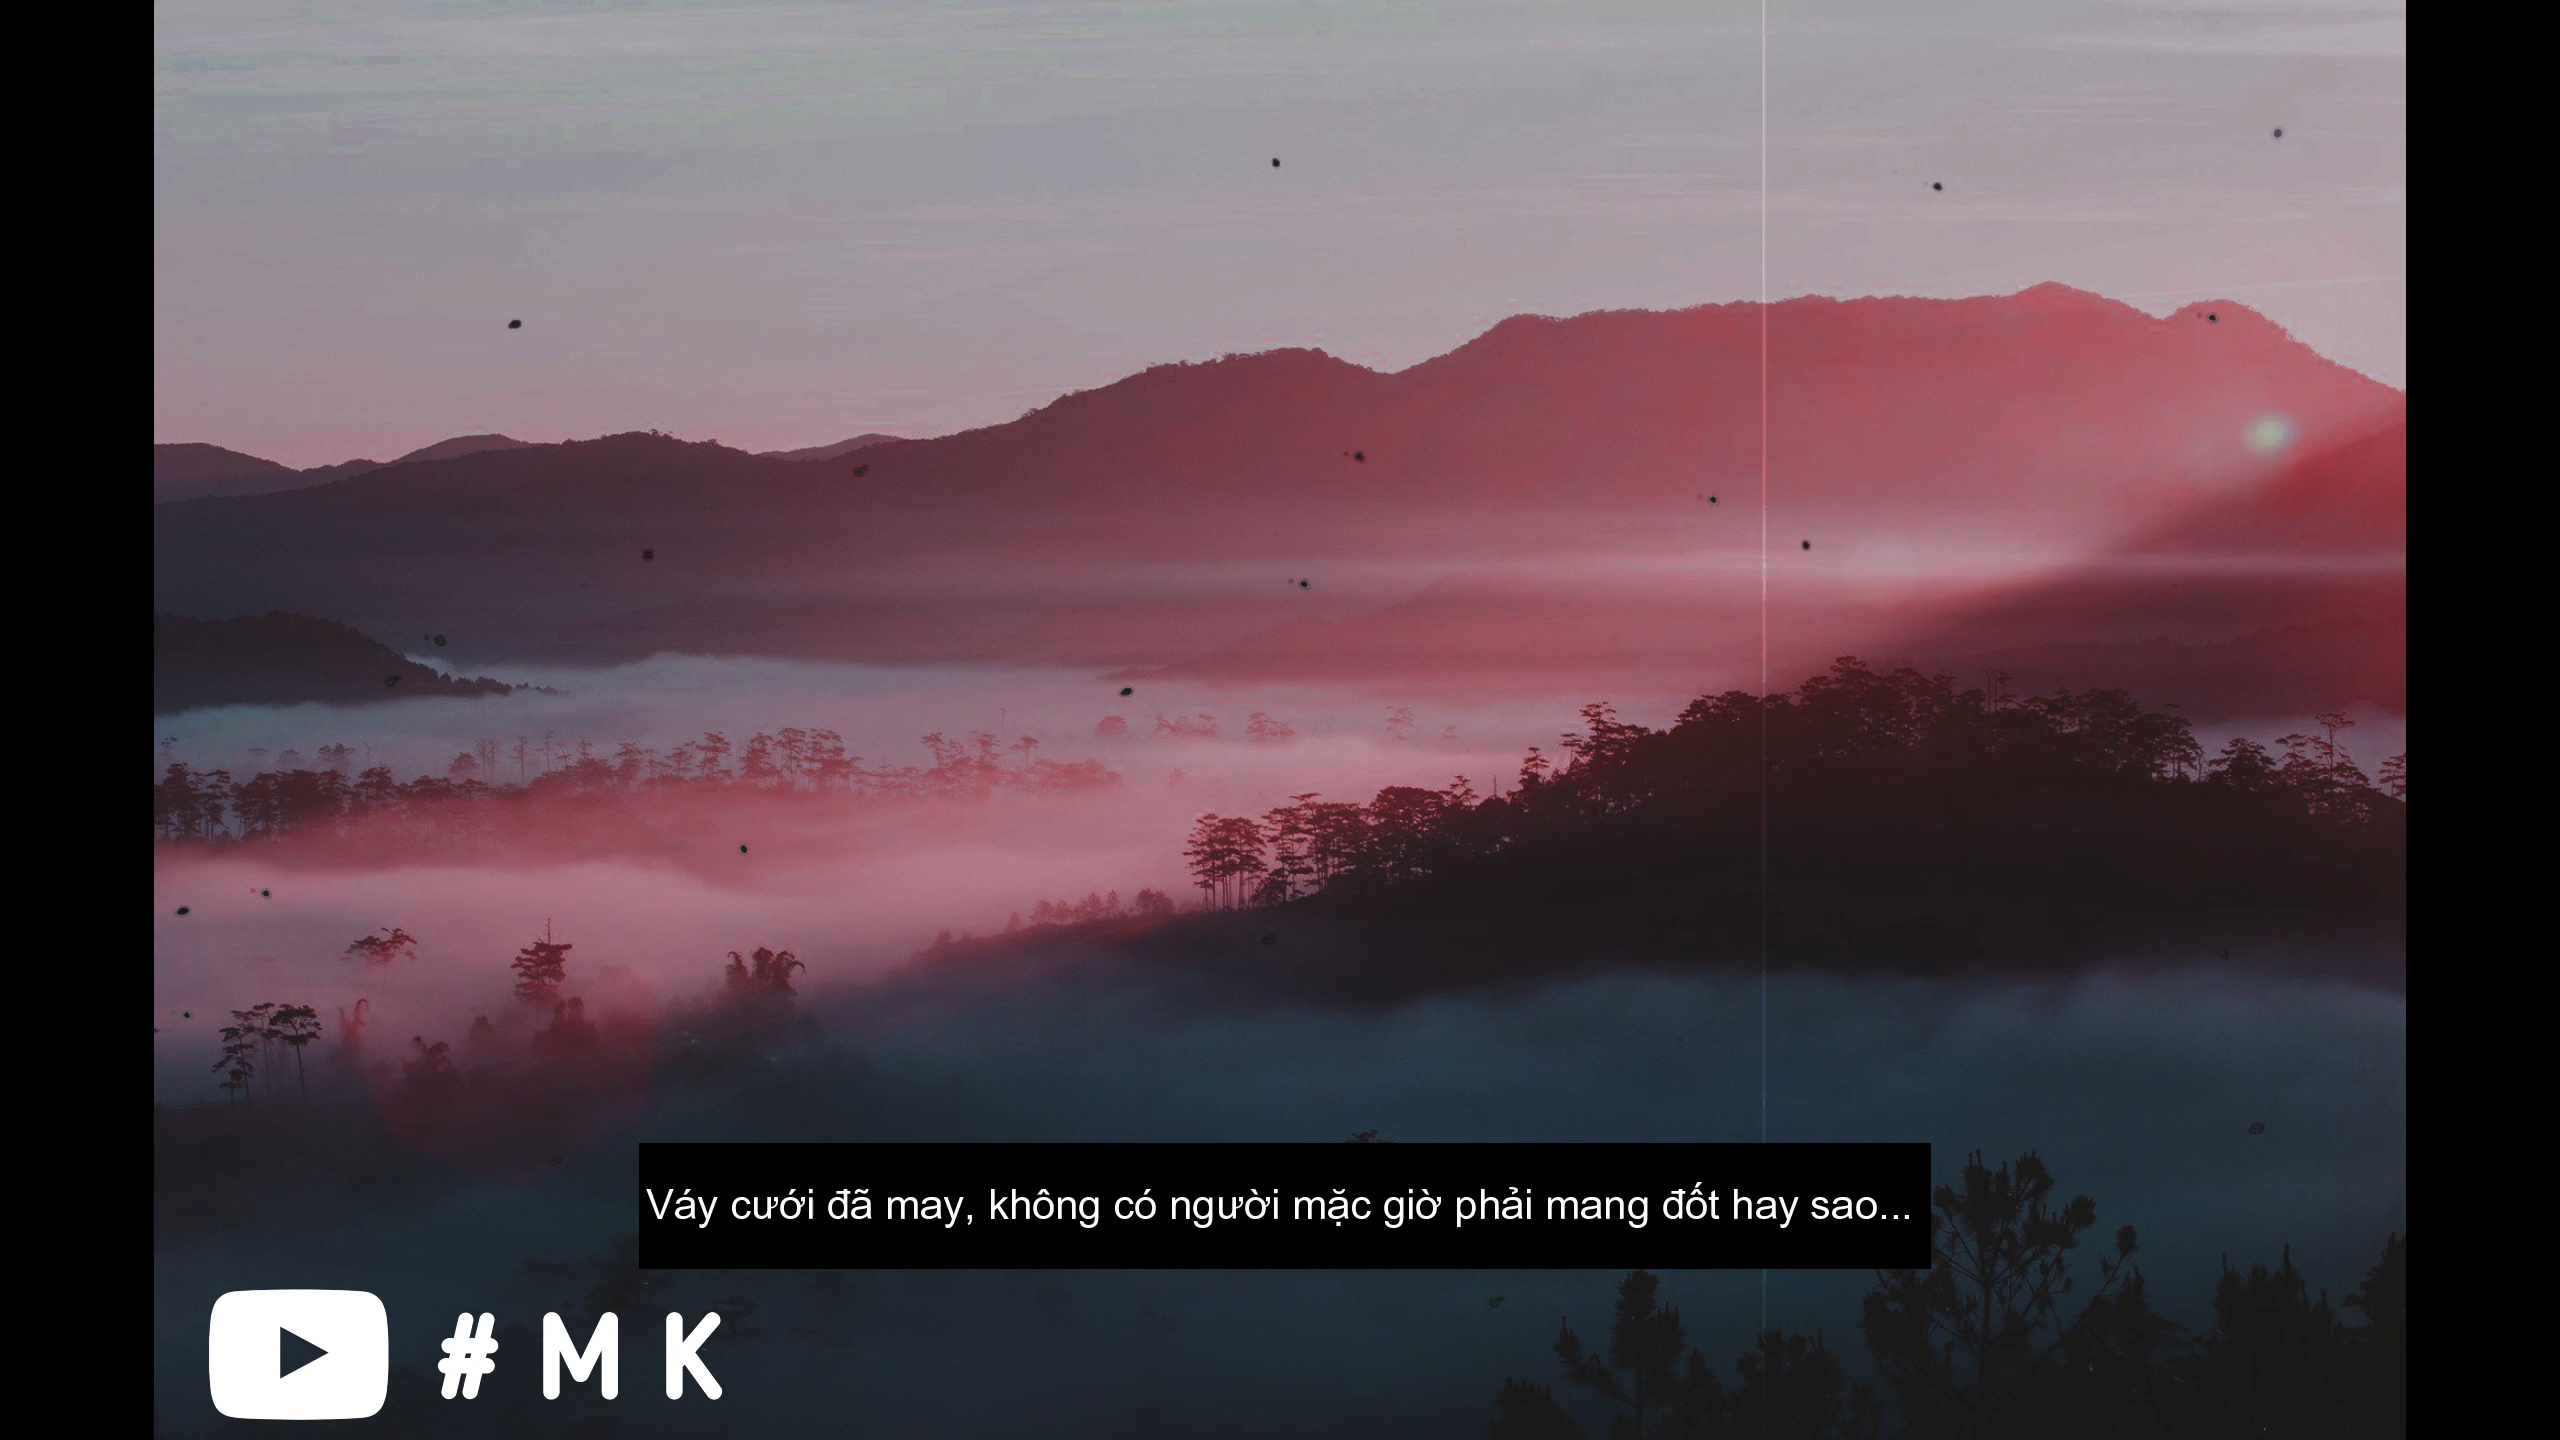 Váy cưới đã may, không có người mặc giờ phải mang đốt hay sao...
# M K